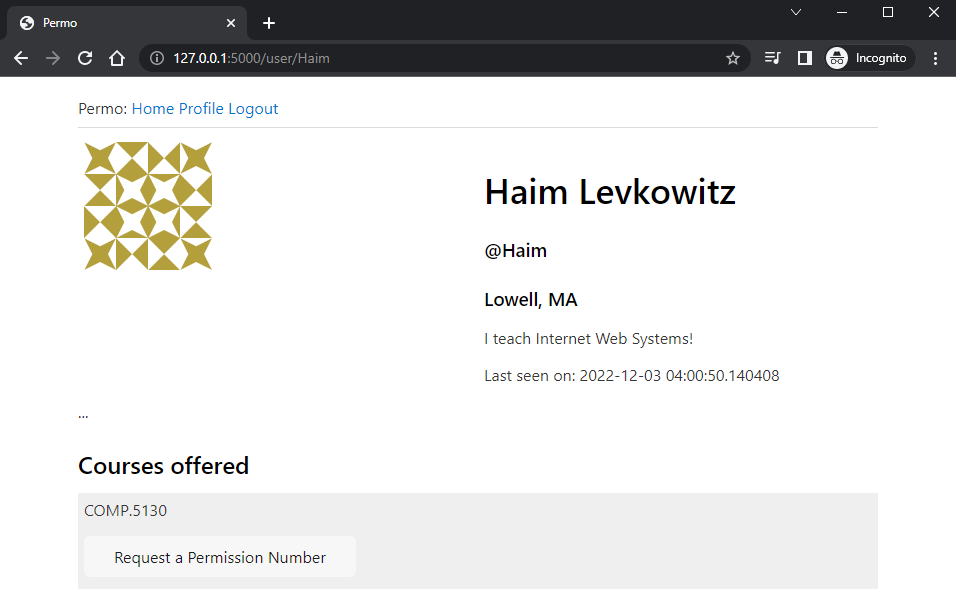 Permo
127.0.0.1:5000/user/Haim
Incognito
Permo: Home Profile Logout
Haim Levkowitz
@Haim
Lowell, MA
I teach Internet Web Systems!
Last seen on: 2022-12-03 04:00:50.140408
...
Courses offered
COMP.5130
Request a Permission Number